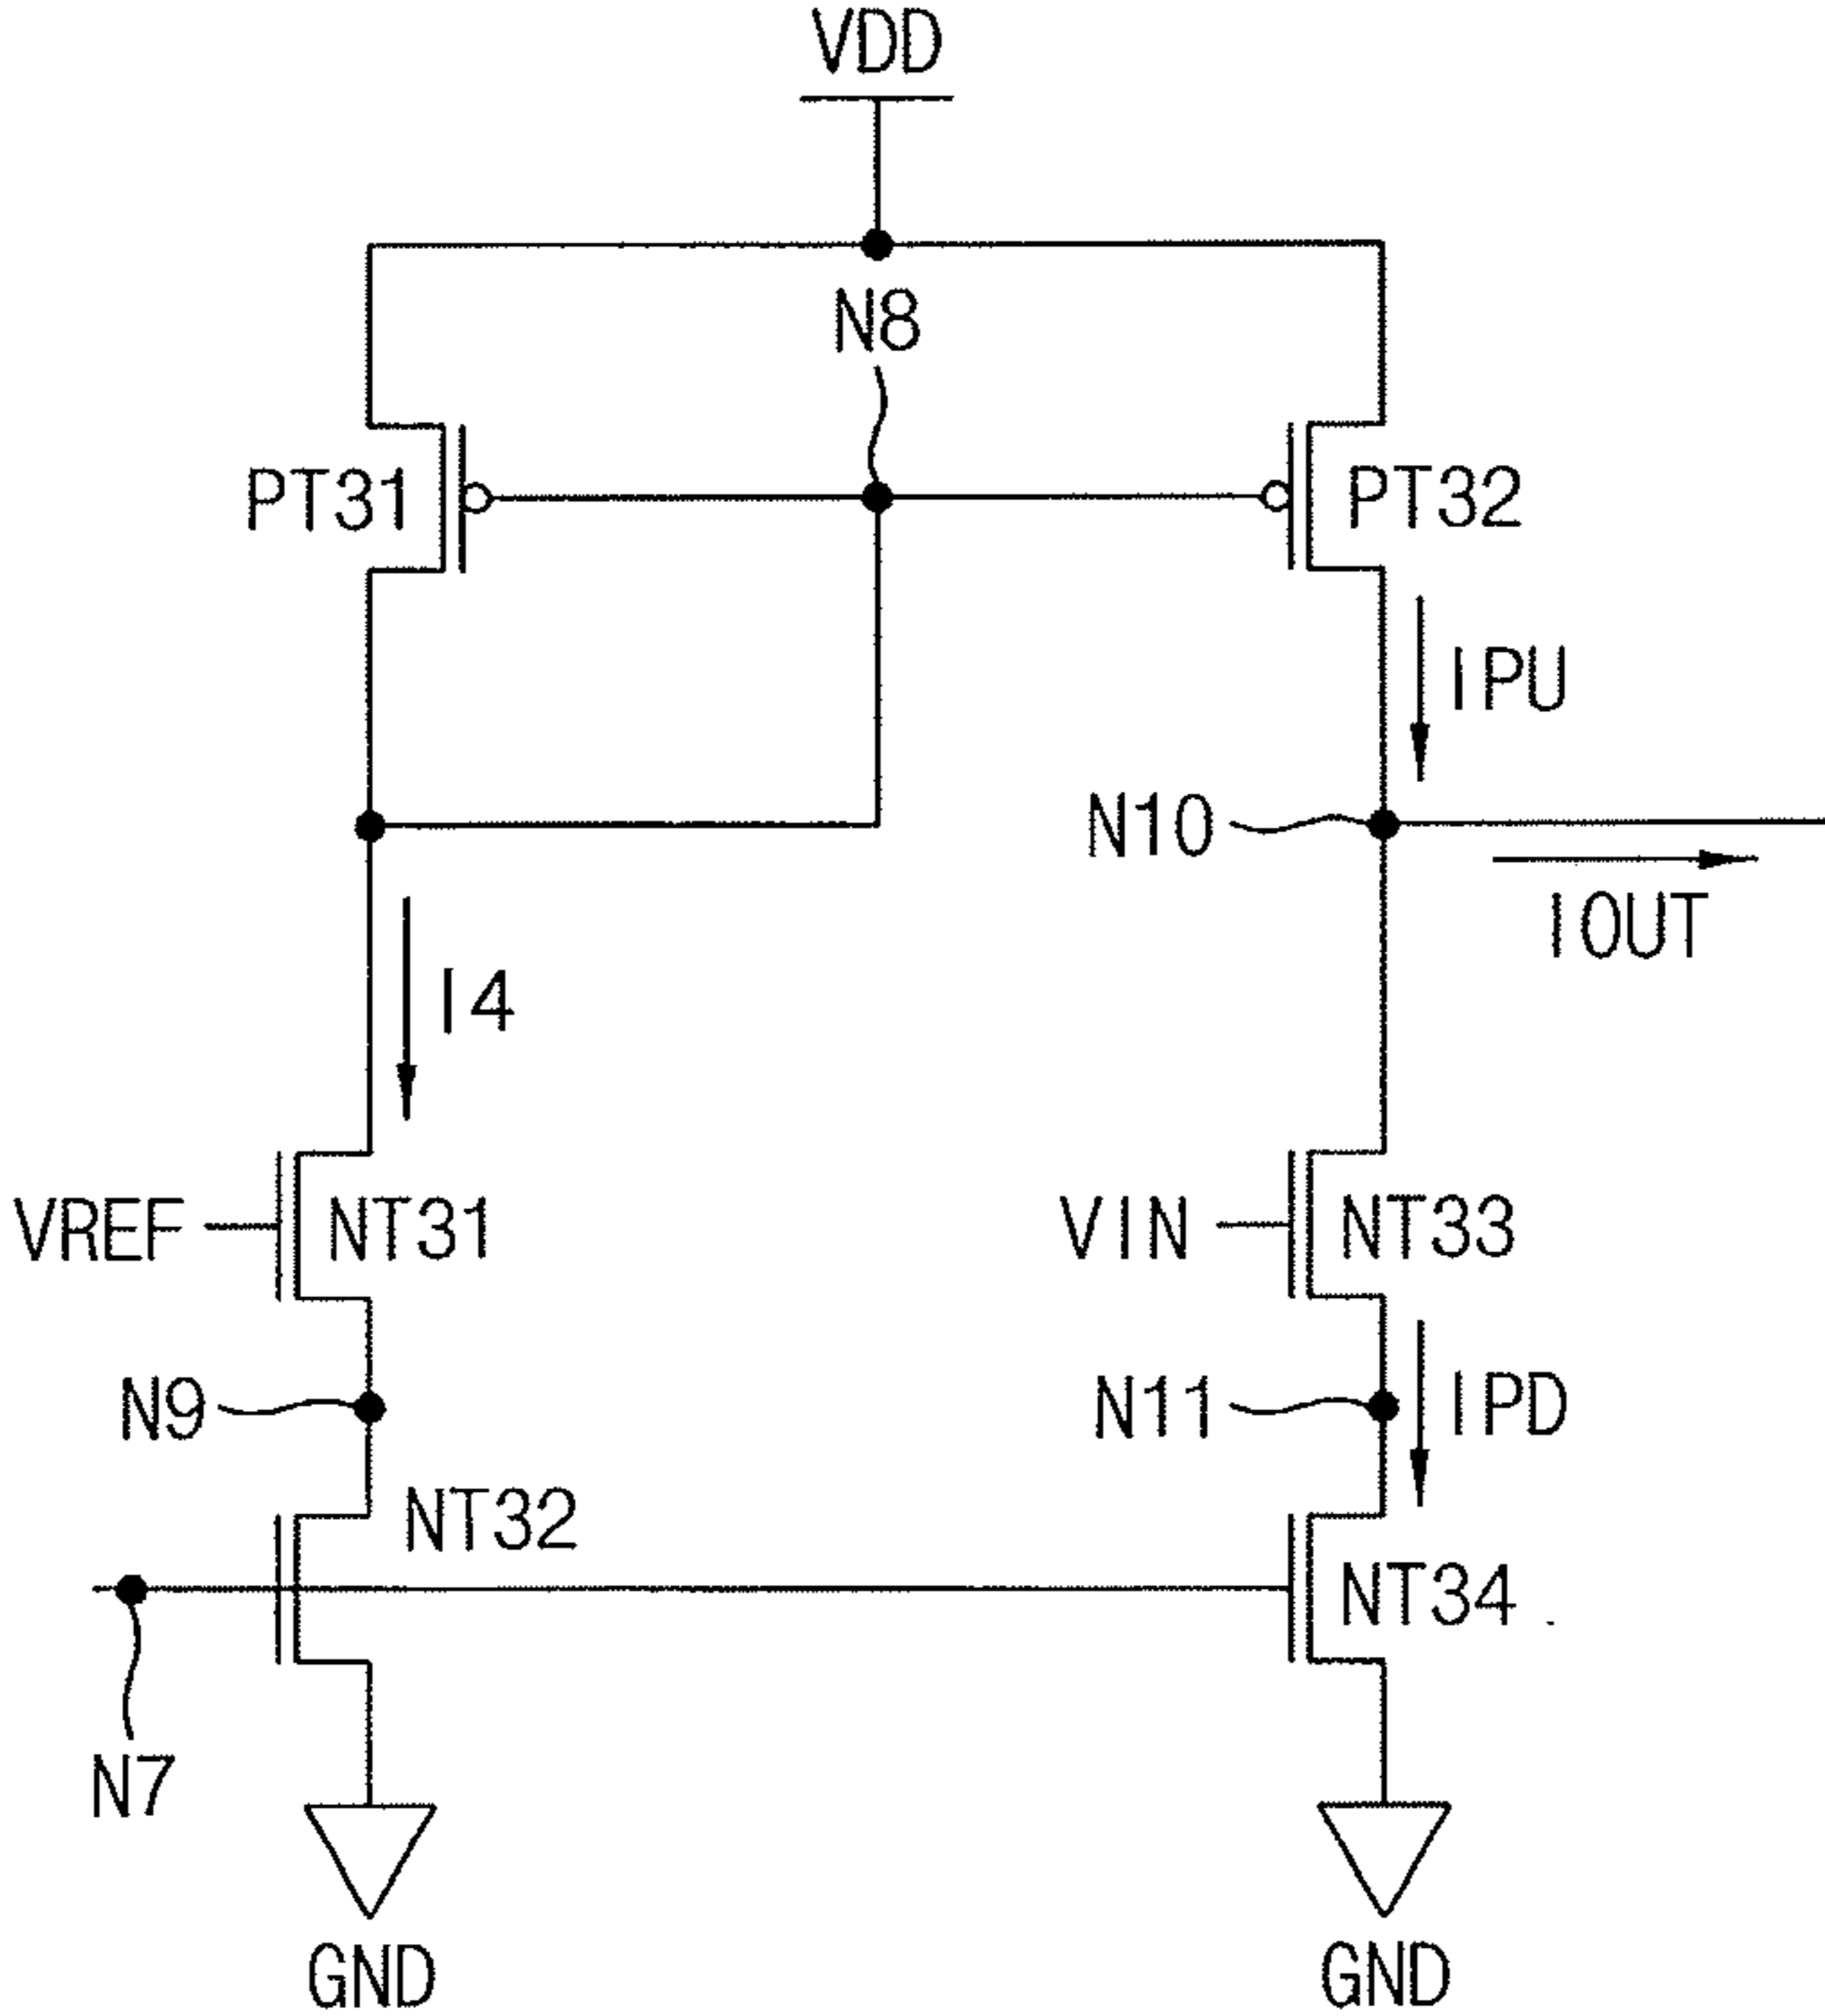 VDD
N8
PT31
PT32
IPU
N10
IOUT
I4
VREF
NT31
VIN
NT33
N9
N11
IPD
NT32
NT34
N7
GND
GND